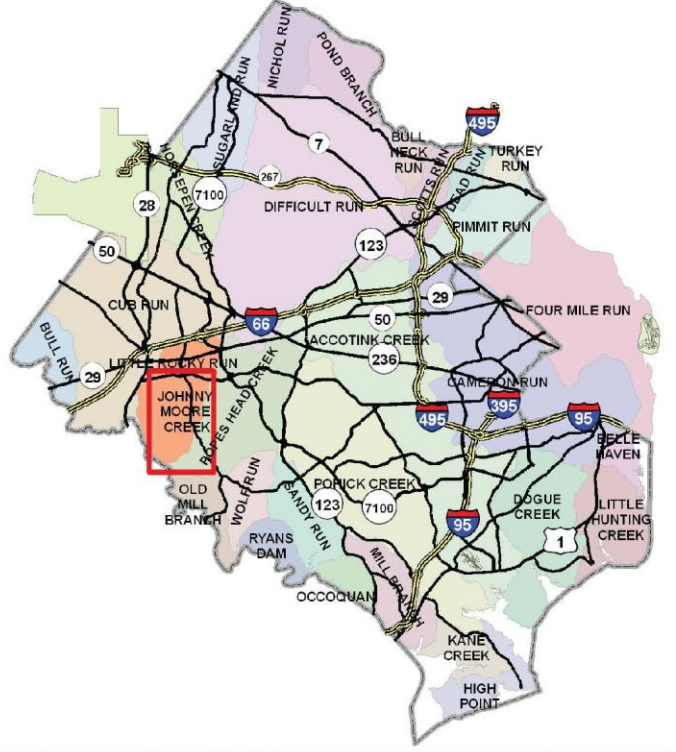 NICHOL RUN
POND BRANCH
SUGARLAND RUN
495
7
BULL
NECK
RUN
SCOTTS RUN
DEAD RUN
TURKEY
RUN
HORSEPEN CREEK
267
7100
28
DIFFICULT RUN
PIMMIT RUN
123
50
29
CUB RUN
66
50
FOUR MILE RUN
ACCOTINK CREEK
BULL RUN
LITTLE ROCKY RUN
236
29
CAMERON RUN
JOHNNY
MOORE
CREEK
POPES HEAD CREEK
495
395
95
BELLE
HAVEN
OLD
MILL
BRANCH
WOLF RUN
SANDY RUN
POHICK CREEK
123
7100
DOGUE
CREEK
LITTLE
HUNTING
CREEK
95
RYANS
DAM
1
MILL BRANCH
OCCOQUAN
KANE
CREEK
HIGH
POINT